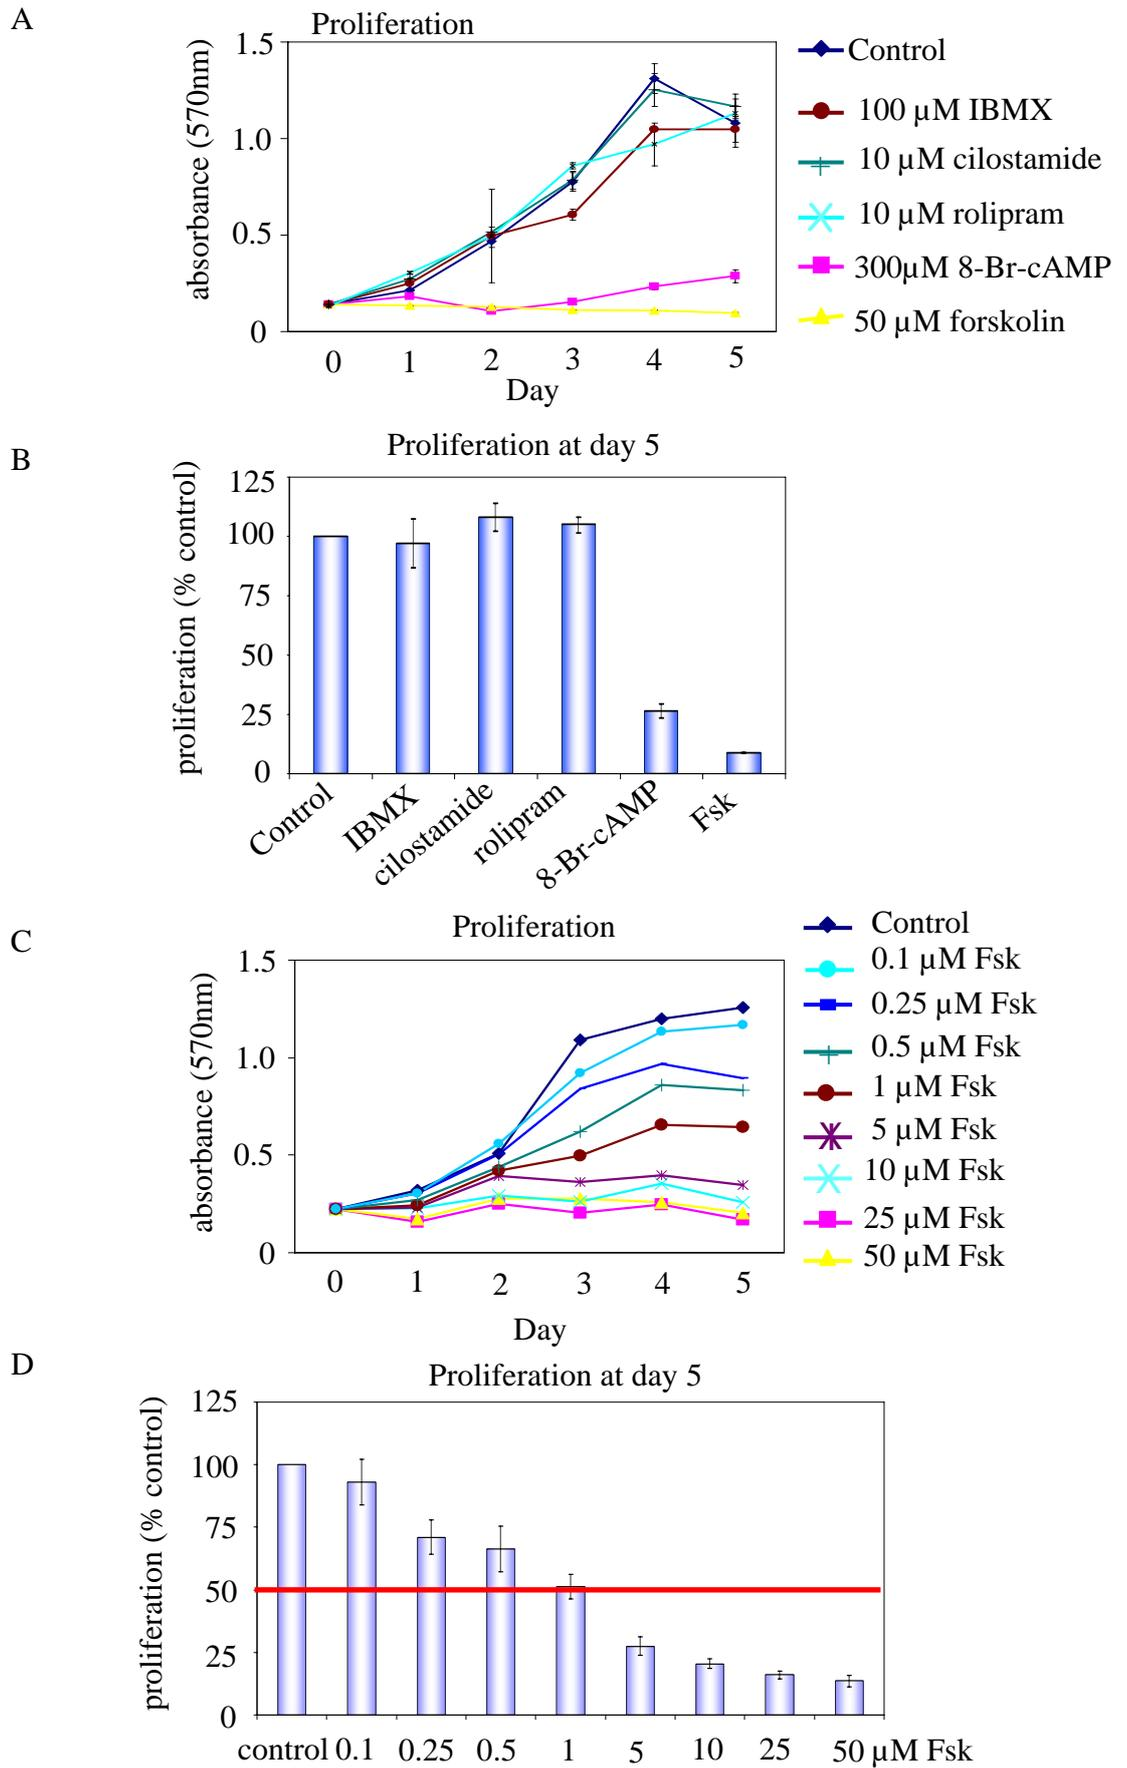 A
Proliferation
absorbance (570nm)
1.5
1.0
0.5
0
0 1 2 3 4 5
Day
Control
100 µM IBMX
10 µM cilostamide
10 µM rolipram
300µM 8-Br-cAMP
50 µM forskolin
B
Proliferation at day 5
proliferation (% control)
125
100
75
50
25
0
Control
IBMX
cilostamide
rolipram
8-Br-cAMP
Fsk
C
Proliferation
absorbance (570nm)
1.5
1.0
0.5
0
0 1 2 3 4 5
Day
Control
0.1 µM Fsk
0.25 µM Fsk
0.5 µM Fsk
1 µM Fsk
5 µM Fsk
10 µM Fsk
25 µM Fsk
50 µM Fsk
D
Proliferation at day 5
proliferation (% control)
125
100
75
50
25
0
control 0.1 0.25 0.5 1 5 10 25 50 µM Fsk